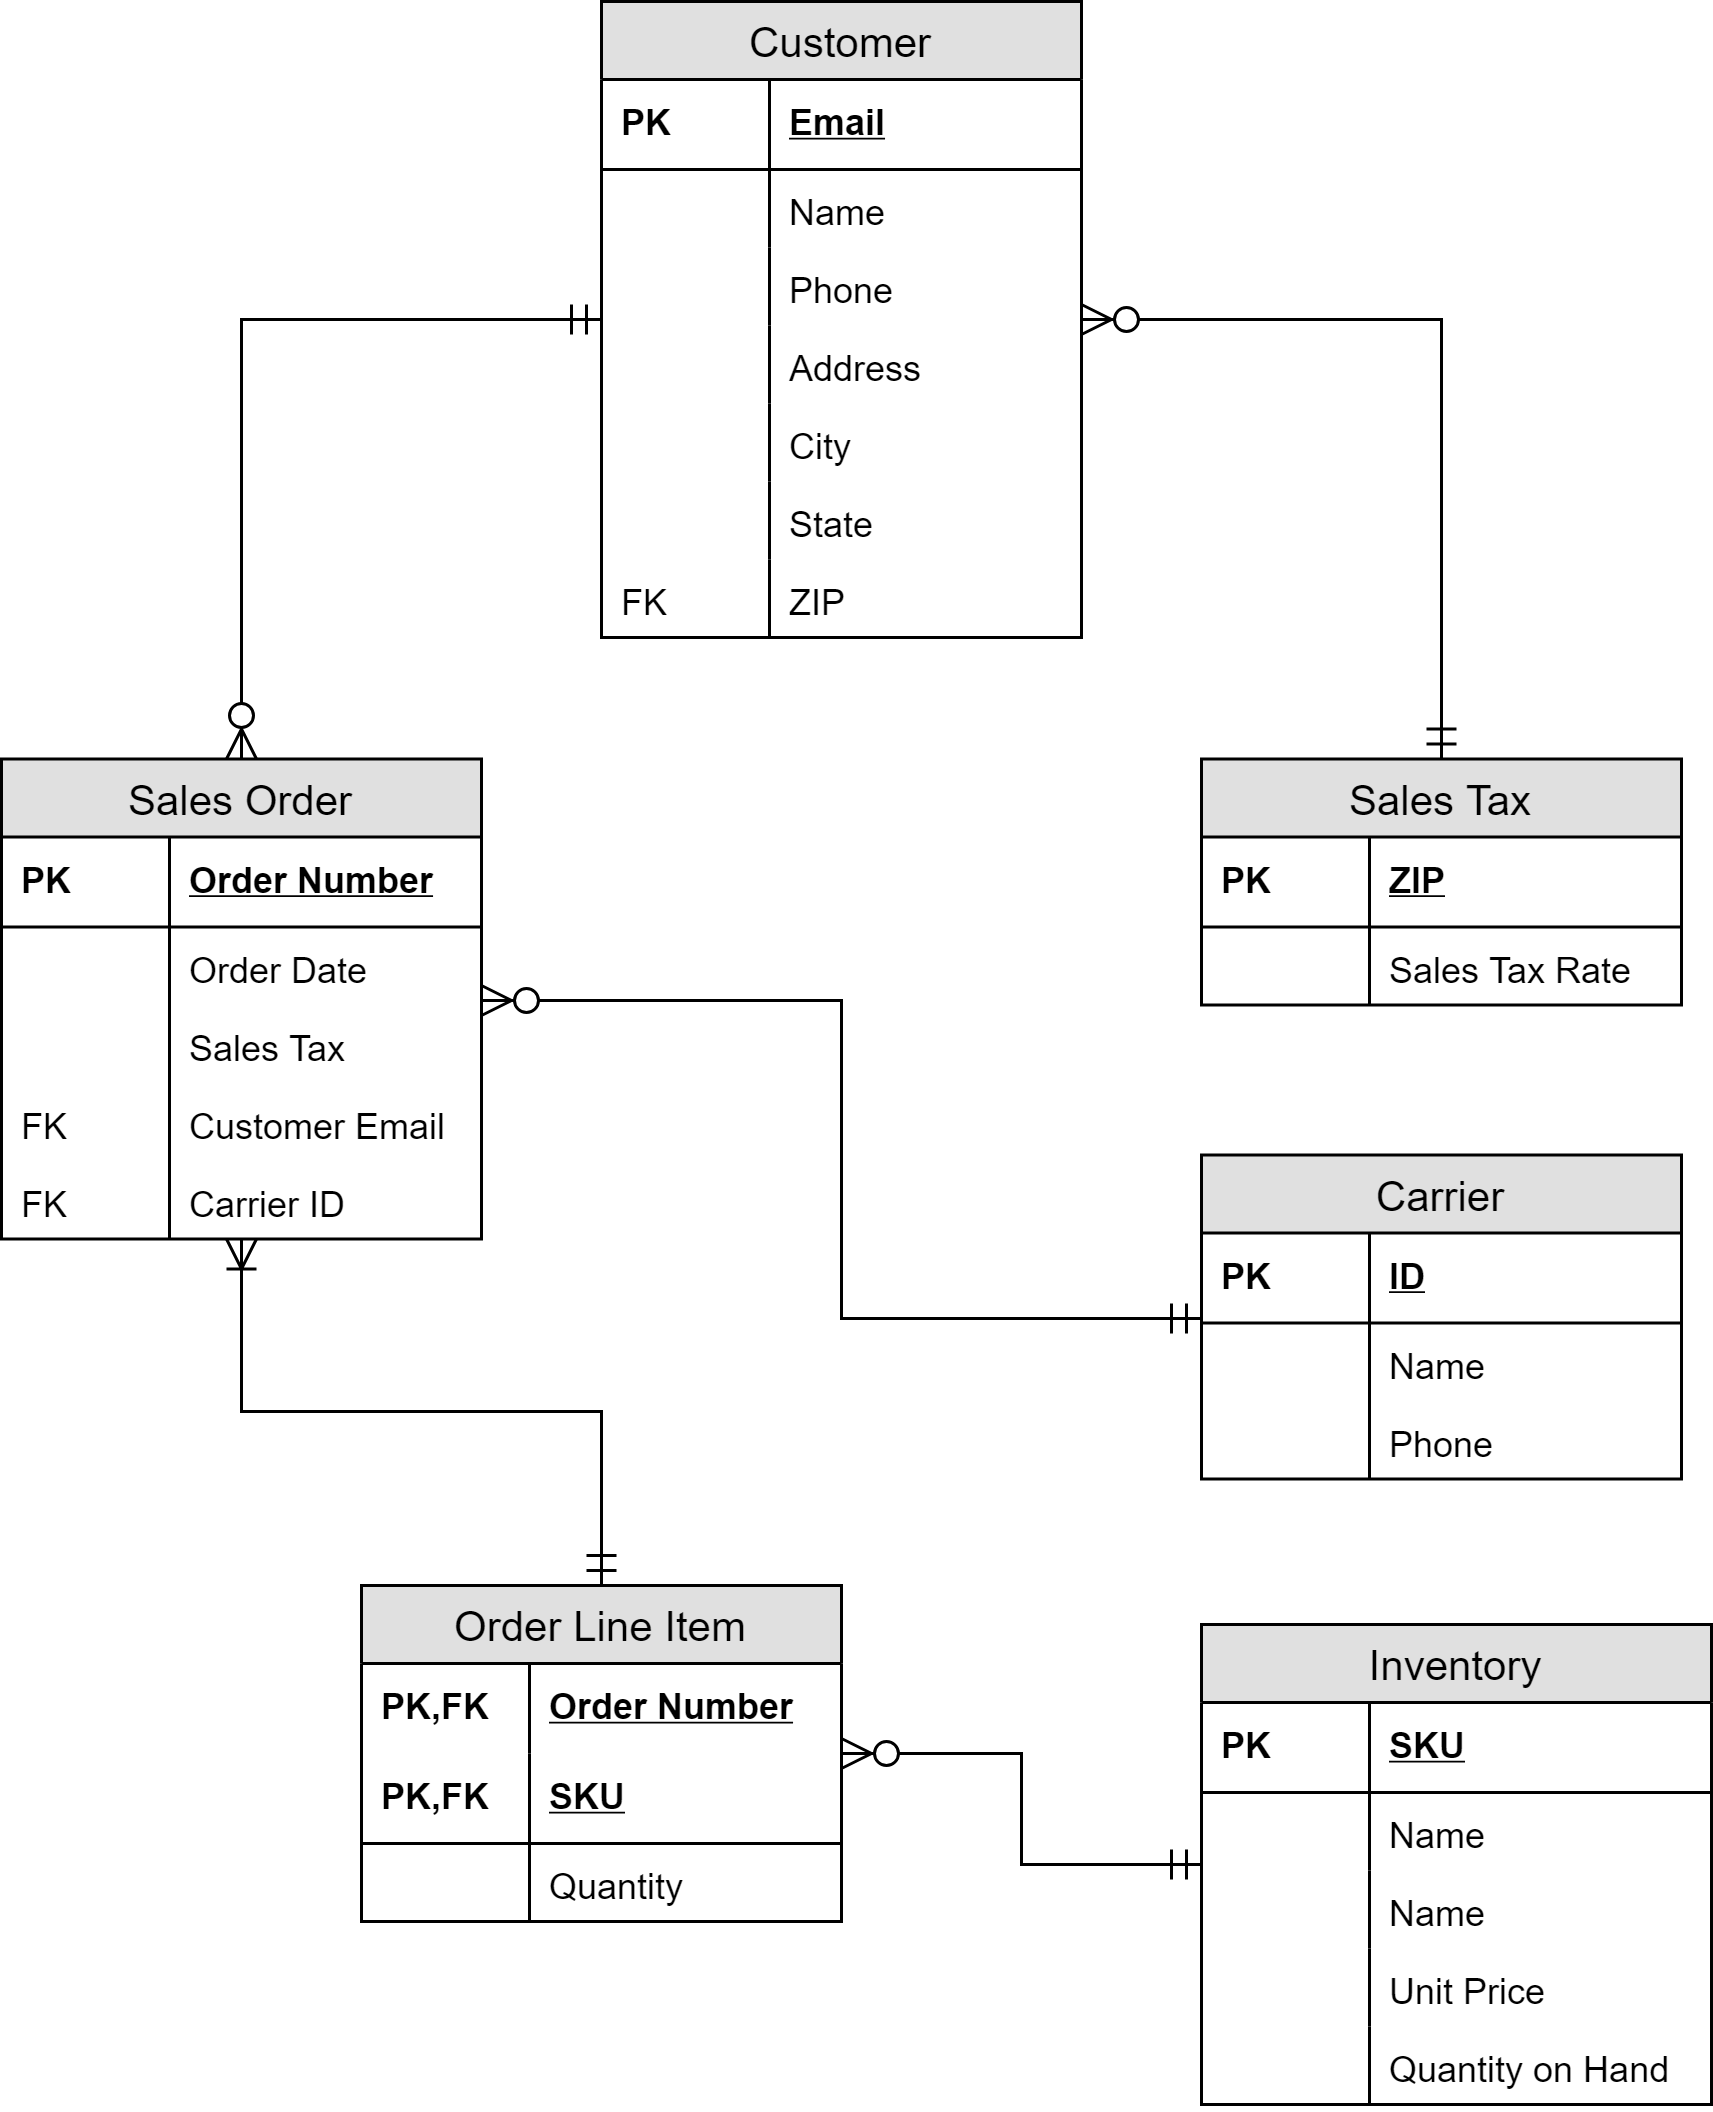 Customer
PK Email
Name
Phone
Address
City
State
FK ZIP
Sales Order
PK Order Number
Order Date
Sales Tax
FK Customer Email
FK Carrier ID
Sales Tax
PK ZIP
Sales Tax Rate
Carrier
PK ID
Name
Phone
Order Line Item
PK,FK Order Number
PK,FK SKU
Quantity
Inventory
PK SKU
Name
Name
Unit Price
Quantity on Hand